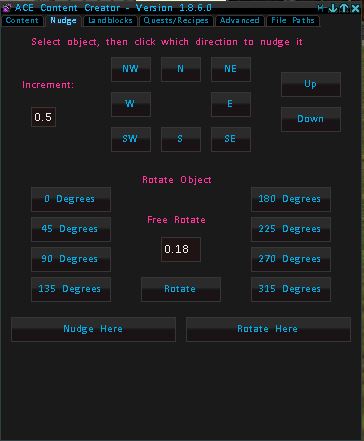 ACE Content Creator - Version 1.8.6.0
Content Nudge Landblocks Quests/Recipes Advanced File Paths
Select object, then click which direction to nudge it
NW N NE
Increment:
Up
0.5
W E
Down
SW S SE
Rotate Object
0 Degrees 180 Degrees
Free Rotate
45 Degrees 225 Degrees
0.18
90 Degrees 270 Degrees
135 Degrees Rotate 315 Degrees
Nudge Here Rotate Here